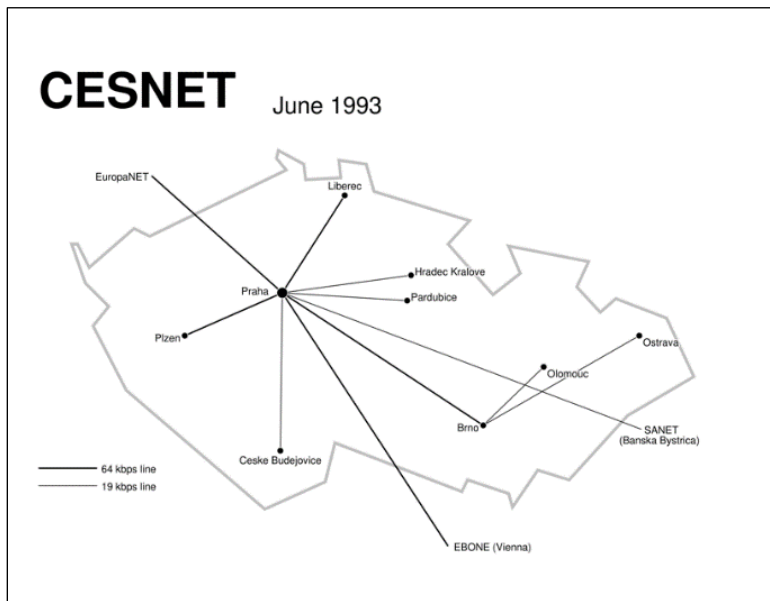 CESNET
June 1993
EuropaNET
Liberec
Hradec Kralove
Praha
Pardubice
Plzen
Ostrava
Olomouc
Brno
SANET
(Banska Bystrica)
Ceske Budejovice
64 kbps line
19 kbps line
EBONE (Vienna)